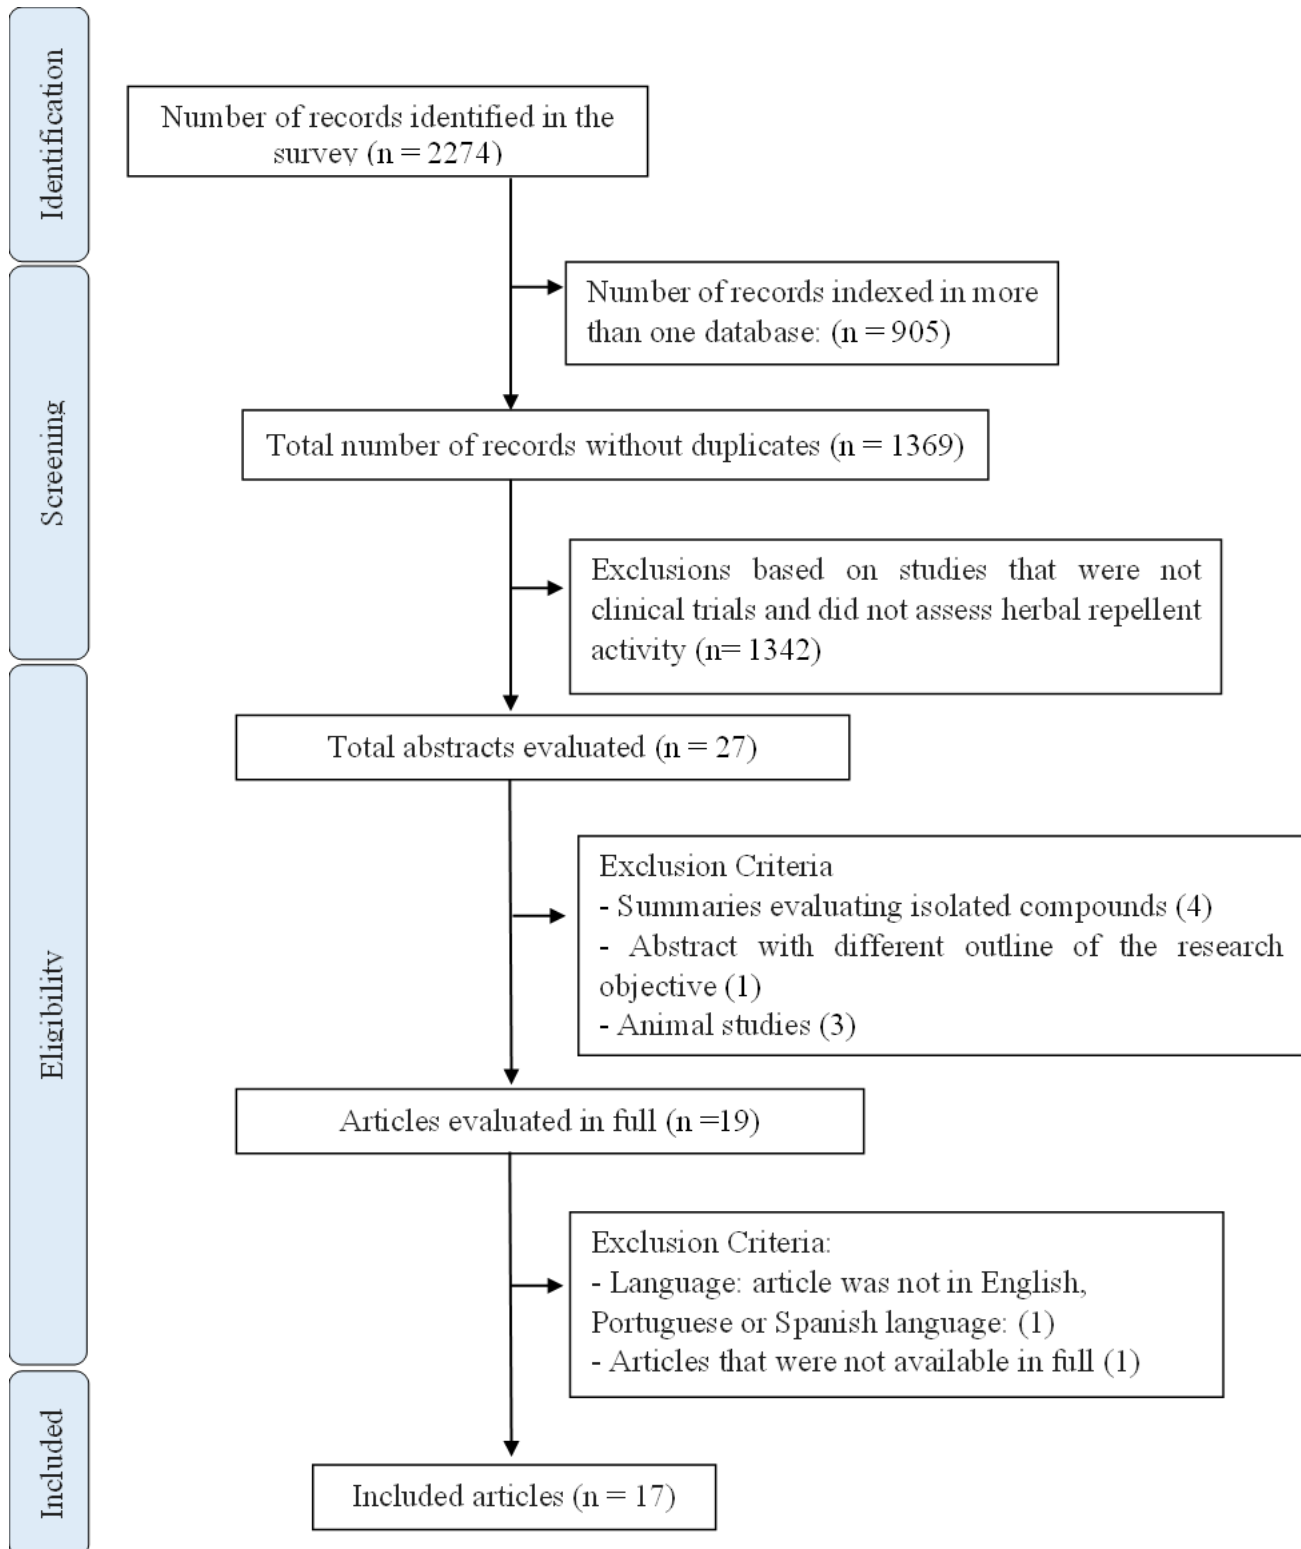 Identification
Number of records identified in the
survey (n = 2274)
Screening
Number of records indexed in more
than one database: (n = 905)
Total number of records without duplicates (n = 1369)
Exclusions based on studies that were not
clinical trials and did not assess herbal repellent
activity (n= 1342)
Eligibility
Total abstracts evaluated (n = 27)
Exclusion Criteria
- Summaries evaluating isolated compounds (4)
- Abstract with different outline of the research
objective (1)
- Animal studies (3)
Articles evaluated in full (n =19)
Exclusion Criteria:
- Language: article was not in English,
Portuguese or Spanish language: (1)
- Articles that were not available in full (1)
Included
Included articles (n = 17)